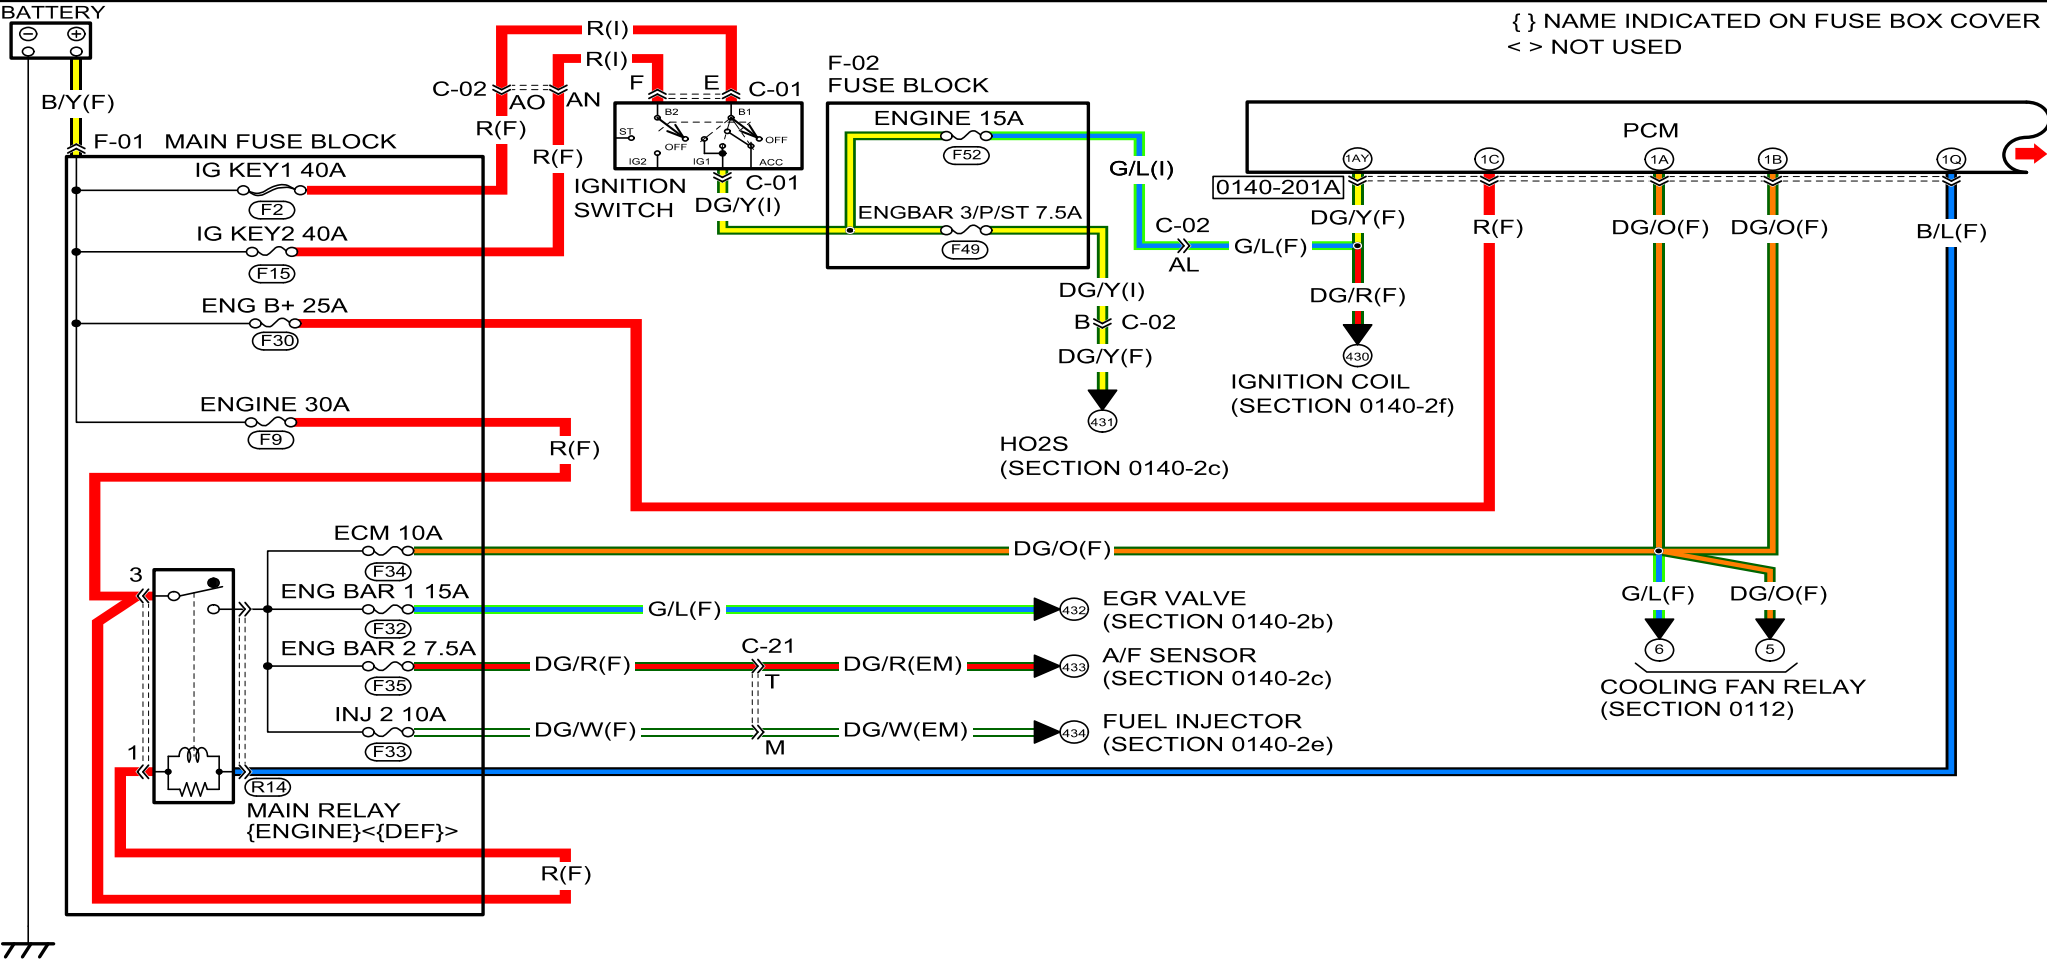 BATTERY
B/Y(F)
F-01 MAIN FUSE BLOCK
IG KEY1 40A
F2
IG KEY2 40A
F15
ENG B+ 25A
F30
ENGINE 30A
F9
R(F)
R(I)
R(I)
C-02
AO
AN
R(F)
R(F)
F
E
C-01
B2
B1
ST
OFF
OFF
IG2
IG1
ACC
IGNITION
SWITCH
C-01
DG/Y(I)
F-02
FUSE BLOCK
ENGINE 15A
F52
ENGBAR 3/P/ST 7.5A
F49
G/L(I)
C-02
AL
G/L(F)
DG/Y(I)
B
C-02
DG/Y(F)
431
HO2S
(SECTION 0140-2c)
{ } NAME INDICATED ON FUSE BOX COVER
< > NOT USED
PCM
1AY
1C
1A
1B
1Q
0140-201A
DG/Y(F)
R(F)
DG/O(F)
DG/O(F)
B/L(F)
DG/R(F)
430
IGNITION COIL
(SECTION 0140-2f)
3
1
ECM 10A
F34
DG/O(F)
ENG BAR 1 15A
F32
G/L(F)
432
EGR VALVE
(SECTION 0140-2b)
ENG BAR 2 7.5A
F35
DG/R(F)
C-21
T
DG/R(EM)
433
A/F SENSOR
(SECTION 0140-2c)
INJ 2 10A
F33
DG/W(F)
M
DG/W(EM)
434
FUEL INJECTOR
(SECTION 0140-2e)
G/L(F)
DG/O(F)
6
5
COOLING FAN RELAY
(SECTION 0112)
R14
MAIN RELAY
{ENGINE}<{DEF}>
R(F)